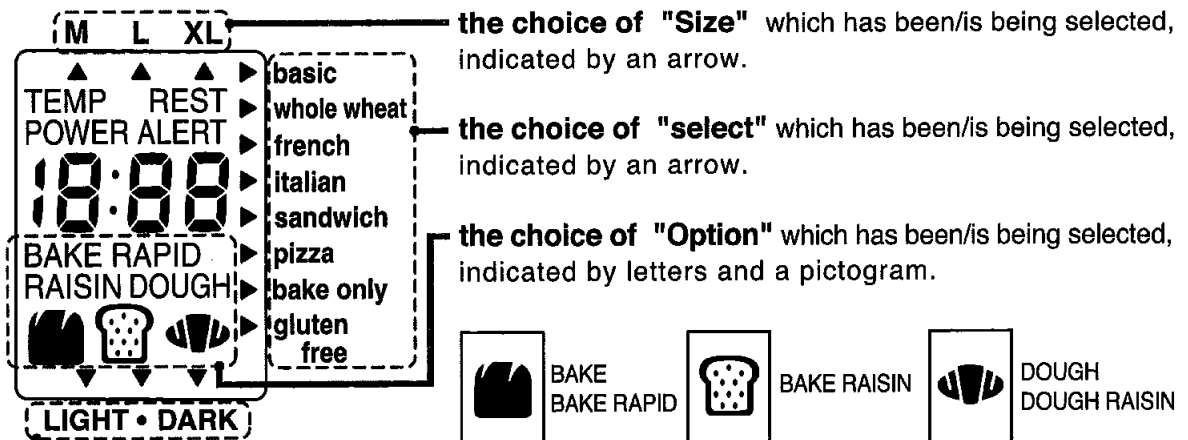 M L XL
TEMP REST
POWER ALERT
18:88
BAKE RAPID
RAISIN DOUGH
LIGHT • DARK
basic
whole wheat
french
italian
sandwich
pizza
bake only
gluten
free
the choice of "Size" which has been/is being selected,
indicated by an arrow.
the choice of "select" which has been/is being selected,
indicated by an arrow.
the choice of "Option" which has been/is being selected,
indicated by letters and a pictogram.
BAKE
BAKE RAPID
BAKE RAISIN
DOUGH
DOUGH RAISIN